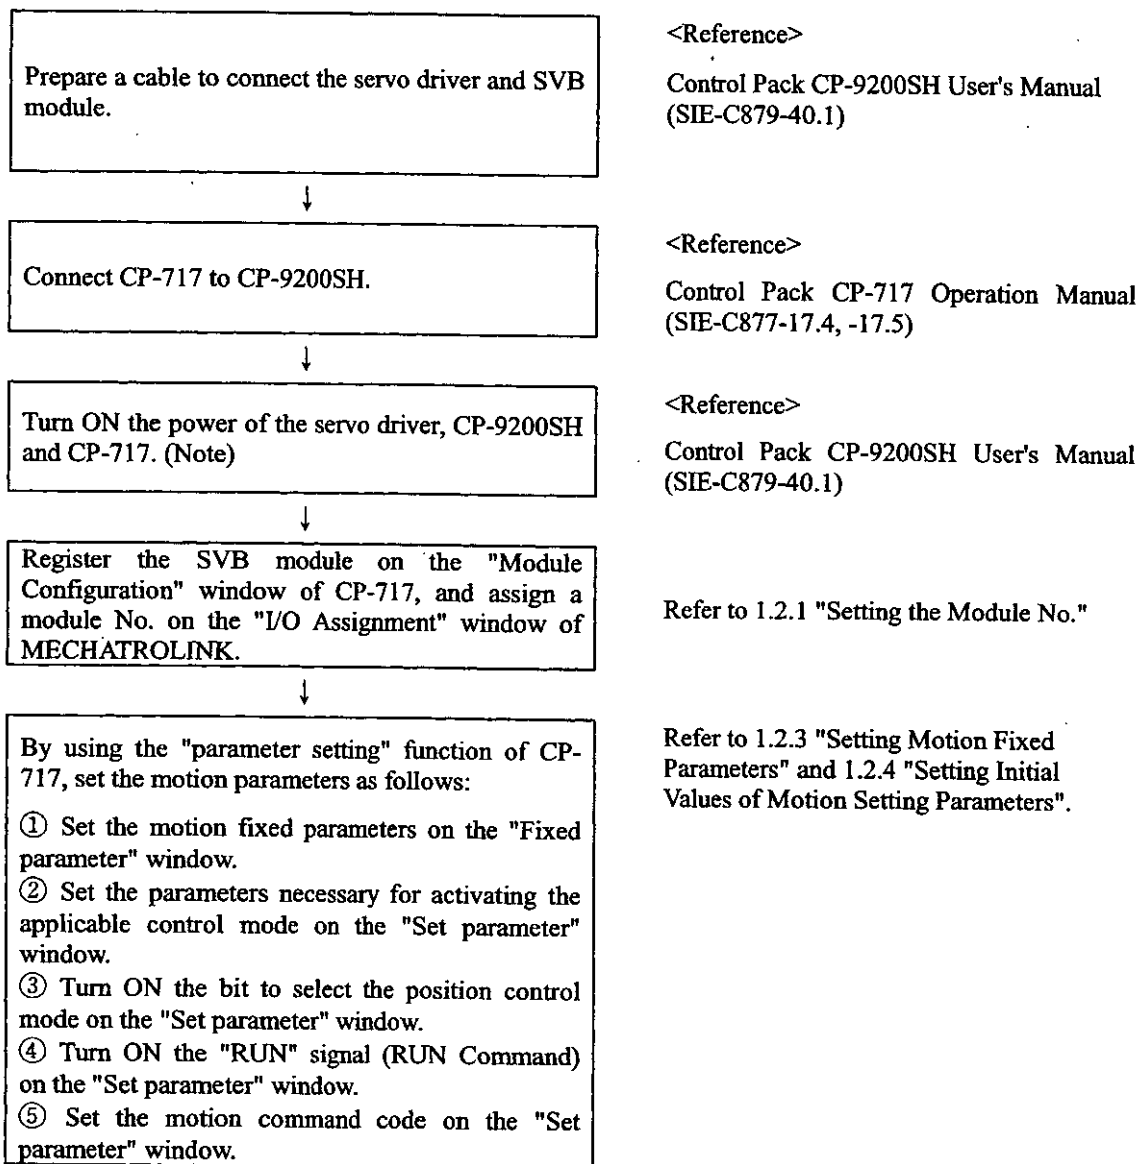 Prepare a cable to connect the servo driver and SVB
module.
<Reference>
Control Pack CP-9200SH User's Manual
(SIE-C879-40.1)
↓
Connect CP-717 to CP-9200SH.
<Reference>
Control Pack CP-717 Operation Manual
(SIE-C877-17.4, -17.5)
↓
Turn ON the power of the servo driver, CP-9200SH
and CP-717. (Note)
<Reference>
Control Pack CP-9200SH User's Manual
(SIE-C879-40.1)
↓
Register the SVB module on the "Module
Configuration" window of CP-717, and assign a
module No. on the "I/O Assignment" window of
MECHATROLINK.
Refer to 1.2.1 "Setting the Module No."
↓
By using the "parameter setting" function of CP-
717, set the motion parameters as follows:
① Set the motion fixed parameters on the "Fixed
parameter" window.
② Set the parameters necessary for activating the
applicable control mode on the "Set parameter"
window.
③ Turn ON the bit to select the position control
mode on the "Set parameter" window.
④ Turn ON the "RUN" signal (RUN Command)
on the "Set parameter" window.
⑤ Set the motion command code on the "Set
parameter" window.
Refer to 1.2.3 "Setting Motion Fixed
Parameters" and 1.2.4 "Setting Initial
Values of Motion Setting Parameters".